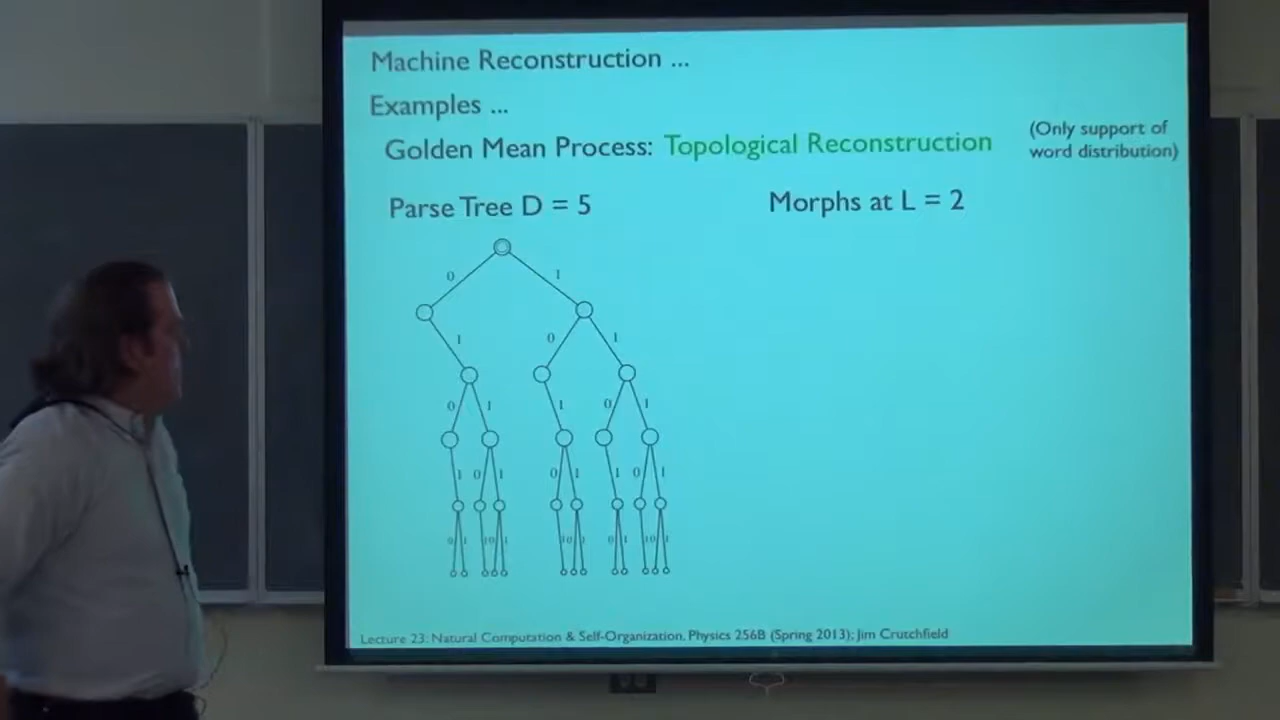 Machine Reconstruction ...
Examples ...
Golden Mean Process: Topological Reconstruction
(Only support of
word distribution)
Parse Tree D = 5
Morphs at L = 2
0 1
1 0 1
0 1 1 0 1
1 0 1 0 1 1 0 1
Lecture 23: Natural Computation & Self-Organization, Physics 256B (Spring 2013); Jim Crutchfield